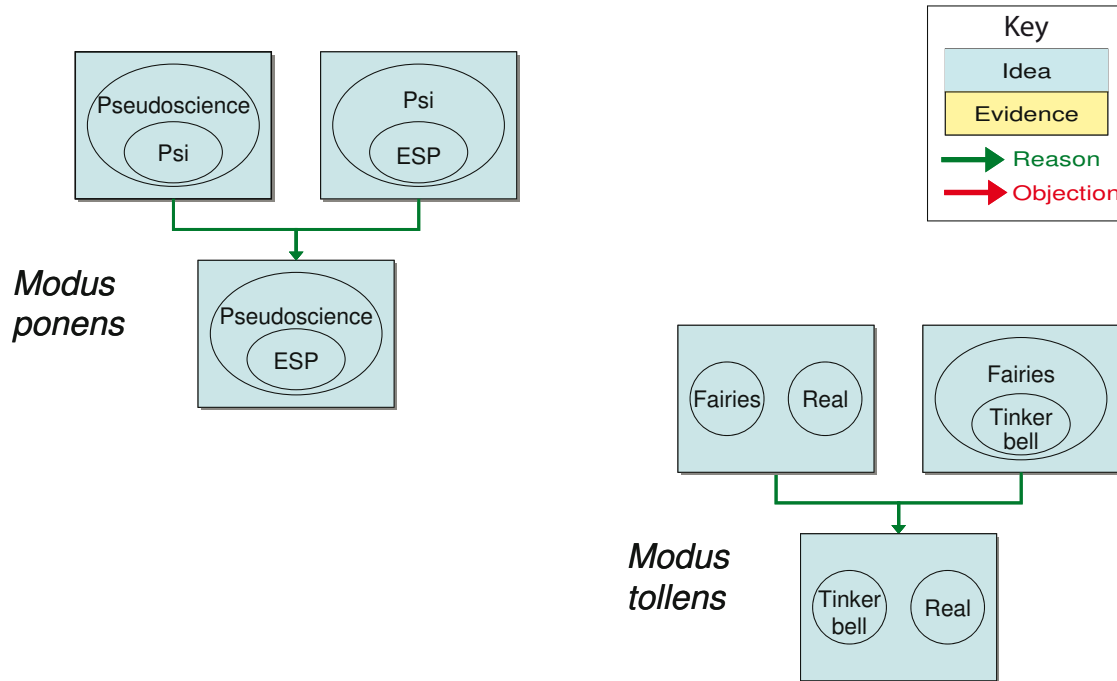 Key
Idea
Evidence
Reason
Objection
Pseudoscience
Psi
Psi
ESP
Modus
ponens
Pseudoscience
ESP
Fairies
Real
Fairies
Tinker
bell
Modus
tollens
Tinker
bell
Real